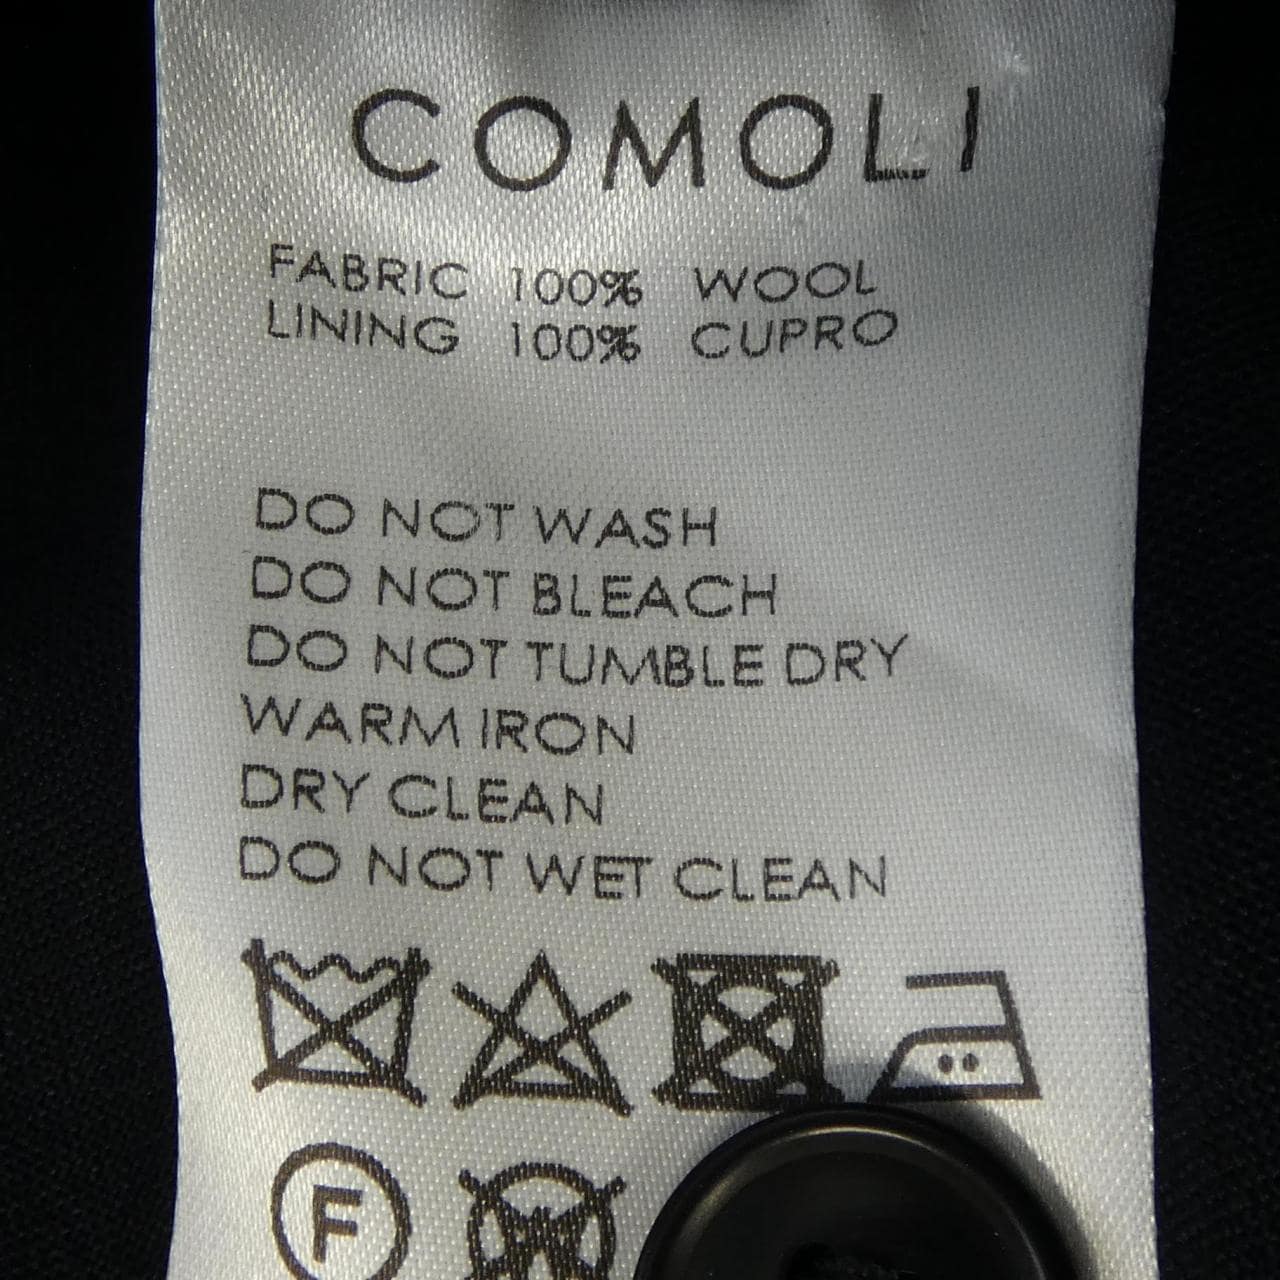 COMOLI
FABRIC 100% WOOL
LINING 100% CUPRO
DO NOT WASH
DO NOT BLEACH
DO NOT TUMBLE DRY
WARM IRON
DRY CLEAN
DO NOT WET CLEAN
F W